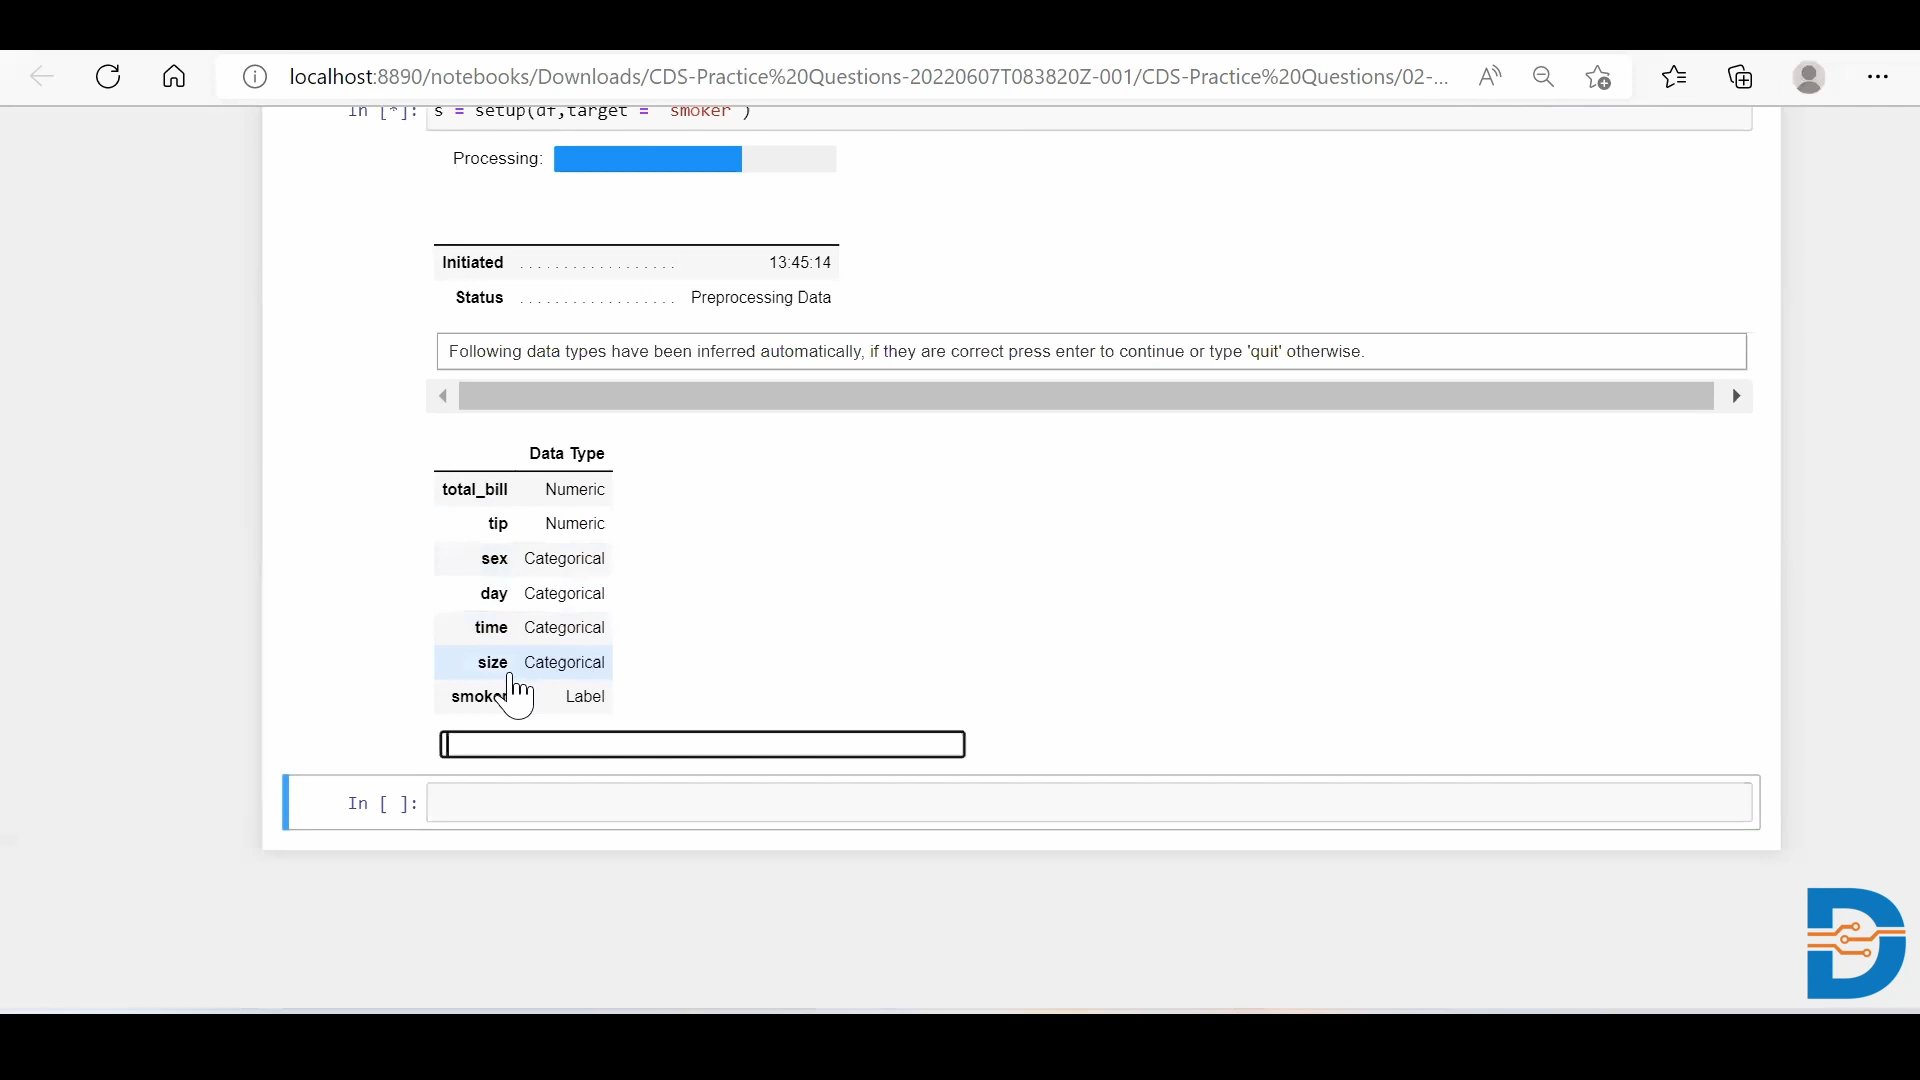 localhost:8890/notebooks/Downloads/CDS-Practice%20Questions-20220607T083820Z-001/CDS-Practice%20Questions/02-...
In [*]: s = setup(df,target = 'smoker')
Processing:
Initiated .................. 13:45:14
Status .................. Preprocessing Data
Following data types have been inferred automatically, if they are correct press enter to continue or type 'quit' otherwise.
Data Type
total_bill Numeric
tip Numeric
sex Categorical
day Categorical
time Categorical
size Categorical
smoker Label
In [ ]: